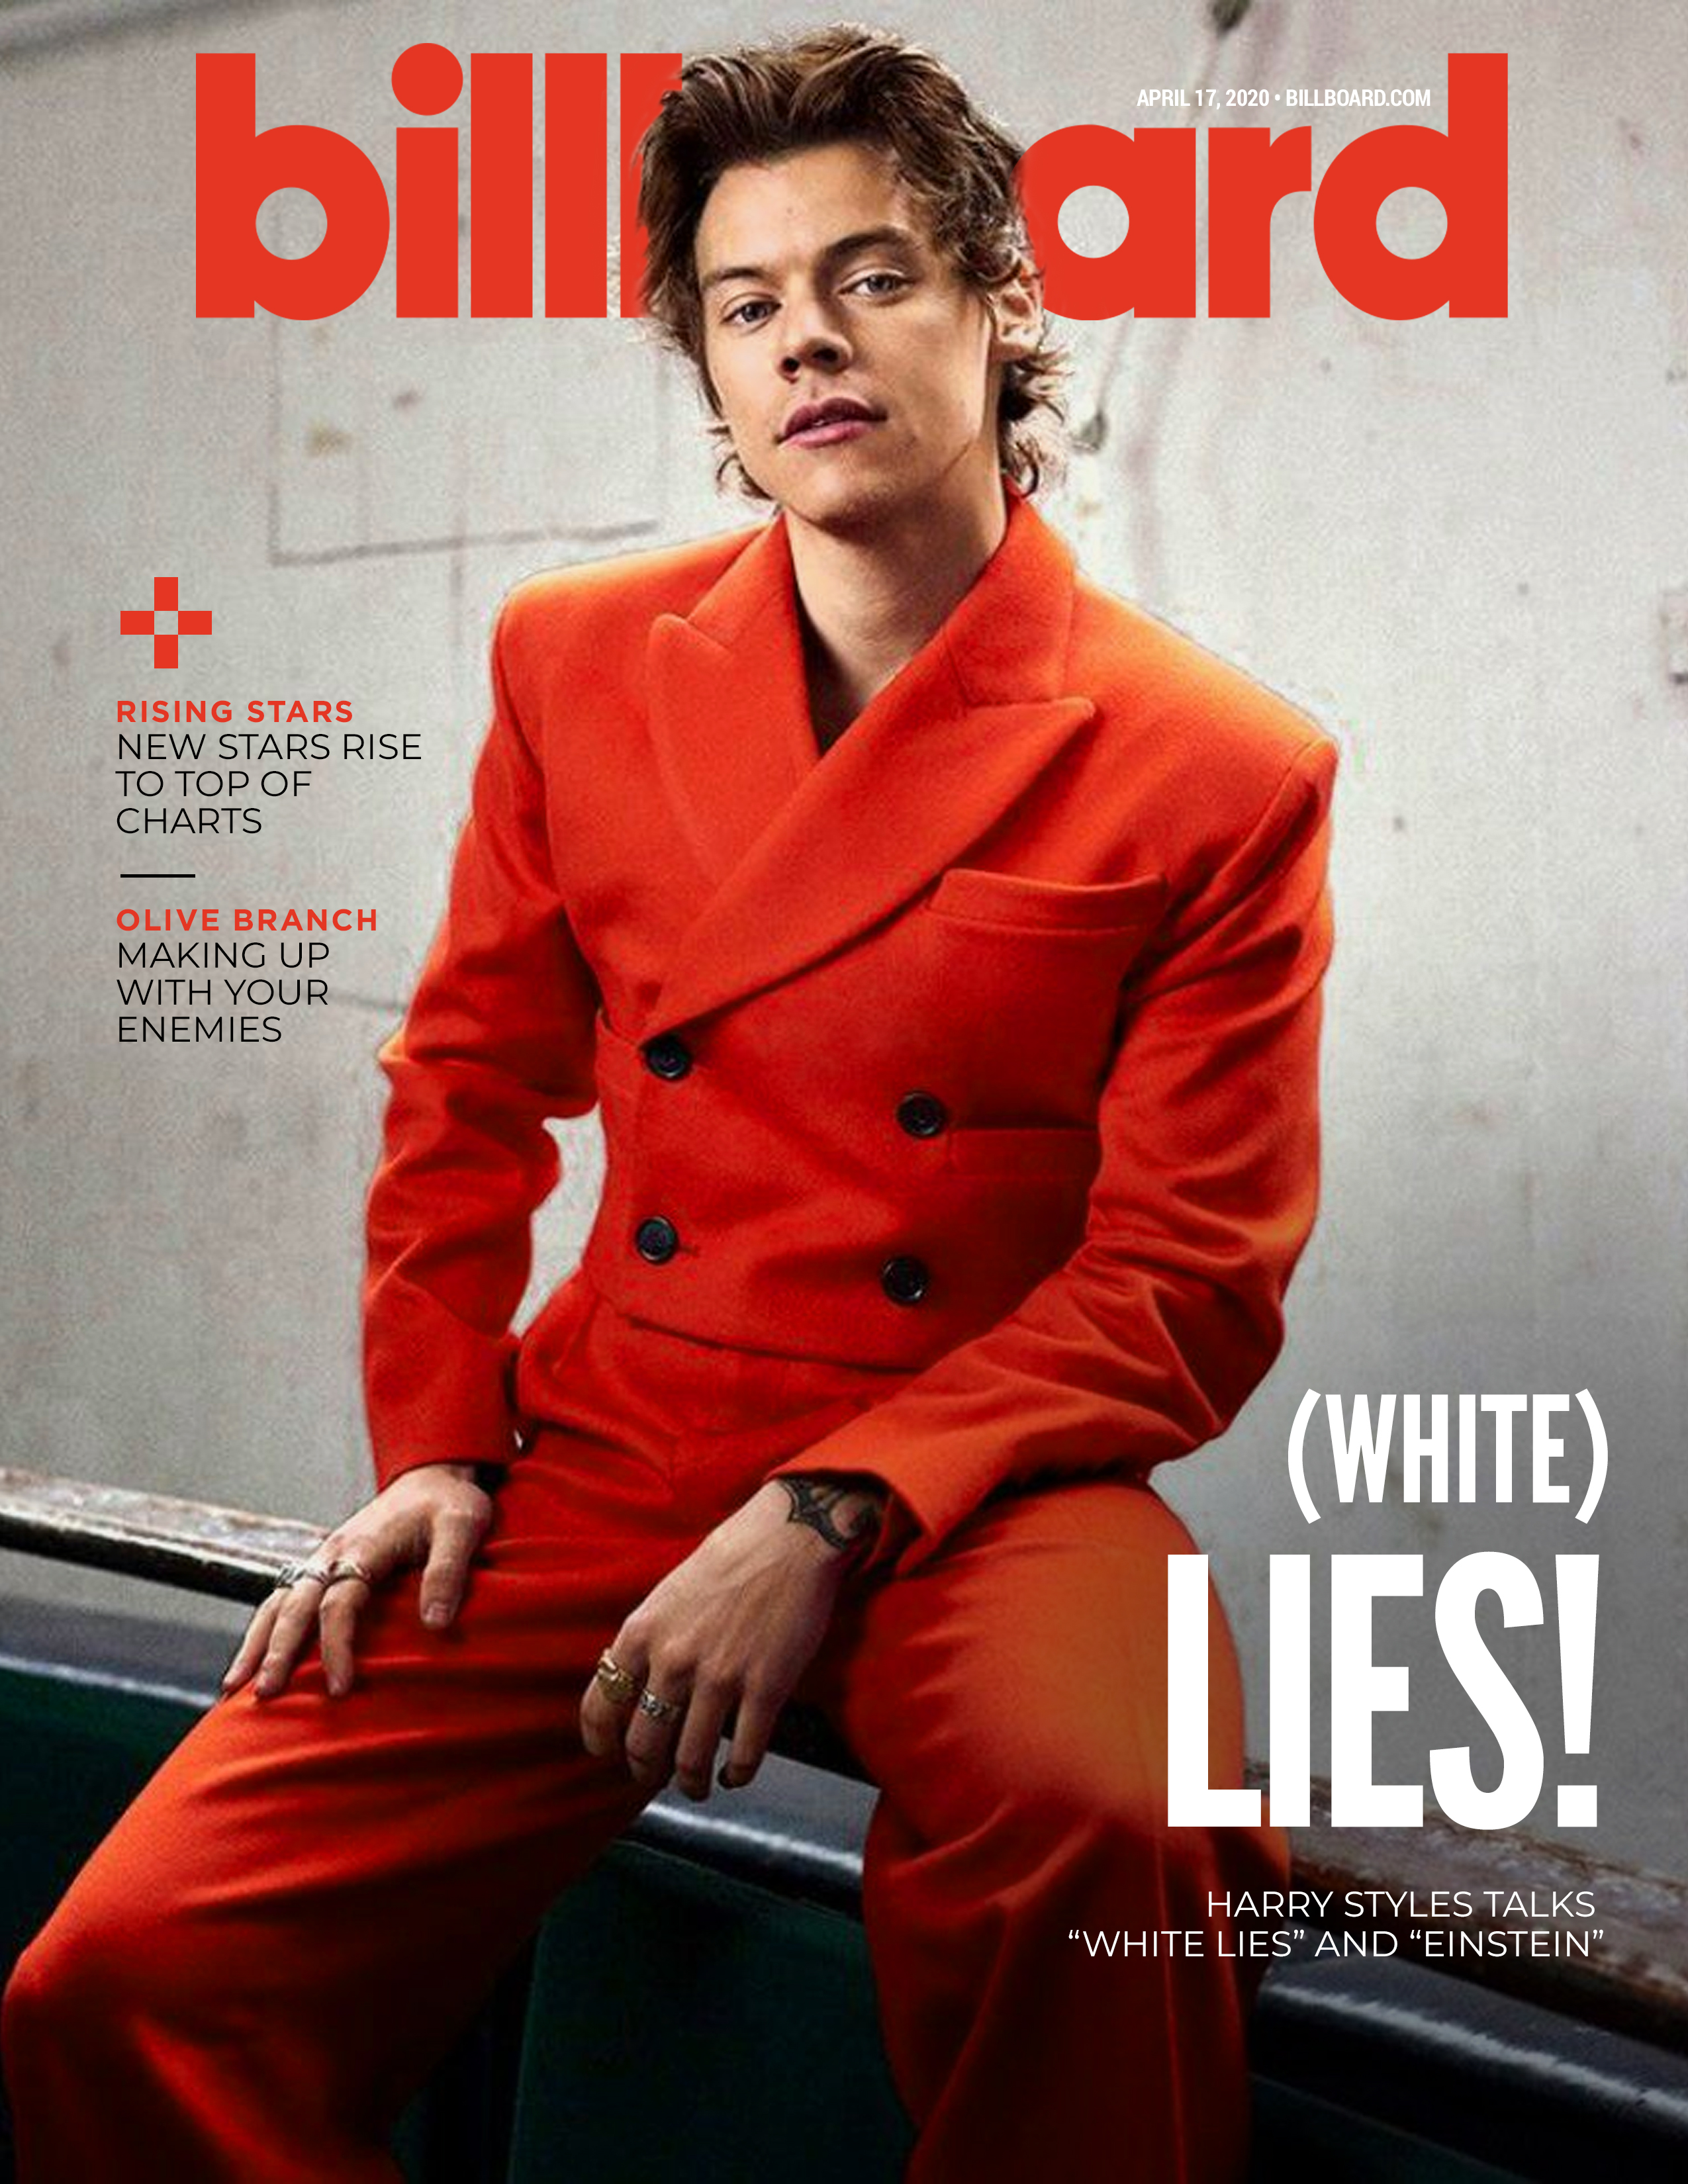 billboard
APRIL 17, 2020 • BILLBOARD.COM
RISING STARS
NEW STARS RISE
TO TOP OF
CHARTS
OLIVE BRANCH
MAKING UP
WITH YOUR
ENEMIES
(WHITE)
LIES!
HARRY STYLES TALKS
“WHITE LIES” AND “EINSTEIN”